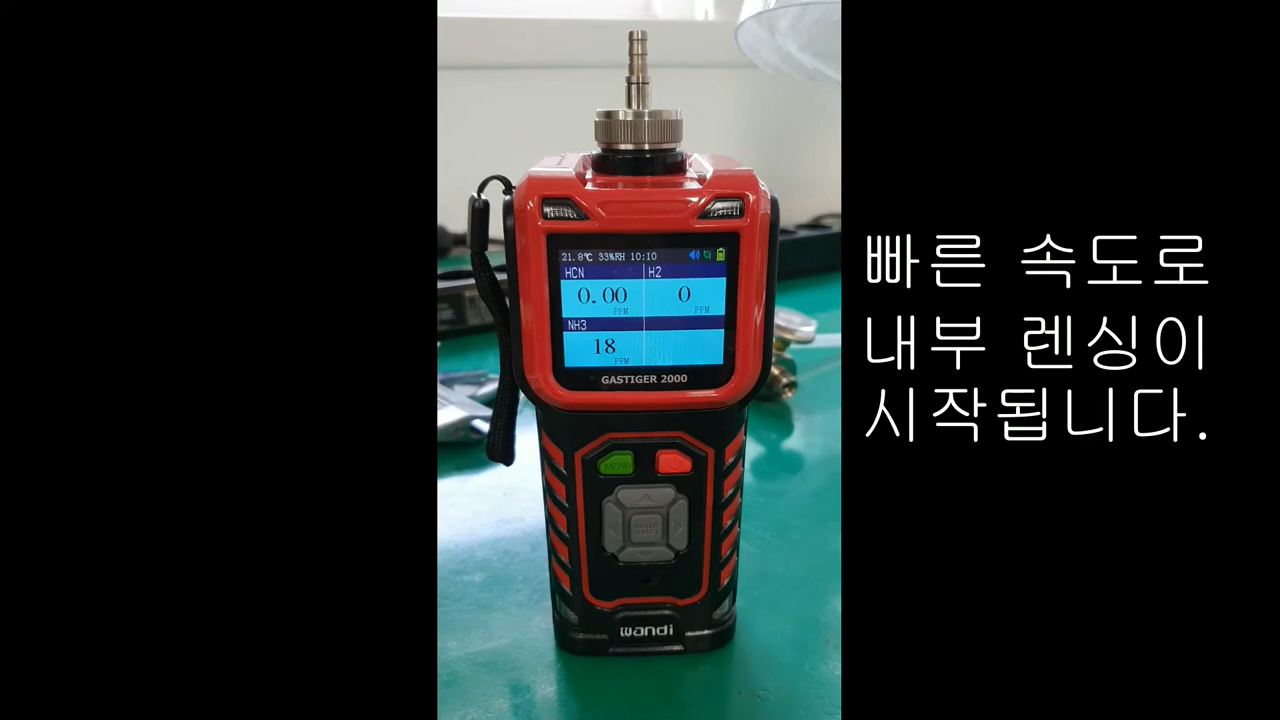 21.8℃ 33%RH 10:10
HCN H2
0.00 0
PPM PPM
NH3
18
PPM
GASTIGER 2000
MENU
wandi
빠른 속도로
내부 렌싱이
시작됩니다.